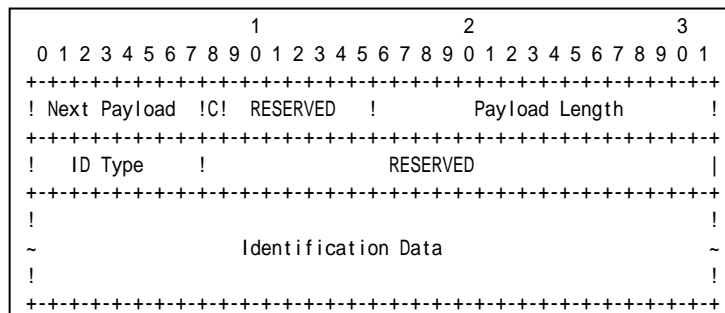 1                   2                   3
 0 1 2 3 4 5 6 7 8 9 0 1 2 3 4 5 6 7 8 9 0 1 2 3 4 5 6 7 8 9 0 1
+-+-+-+-+-+-+-+-+-+-+-+-+-+-+-+-+-+-+-+-+-+-+-+-+-+-+-+-+-+-+-+-+
! Next Payload  !C!  RESERVED   !         Payload Length        !
+-+-+-+-+-+-+-+-+-+-+-+-+-+-+-+-+-+-+-+-+-+-+-+-+-+-+-+-+-+-+-+-+
!   ID Type     !                 RESERVED                      |
+-+-+-+-+-+-+-+-+-+-+-+-+-+-+-+-+-+-+-+-+-+-+-+-+-+-+-+-+-+-+-+-+
!                                                               !
~                   Identification Data                         ~
!                                                               !
+-+-+-+-+-+-+-+-+-+-+-+-+-+-+-+-+-+-+-+-+-+-+-+-+-+-+-+-+-+-+-+-+